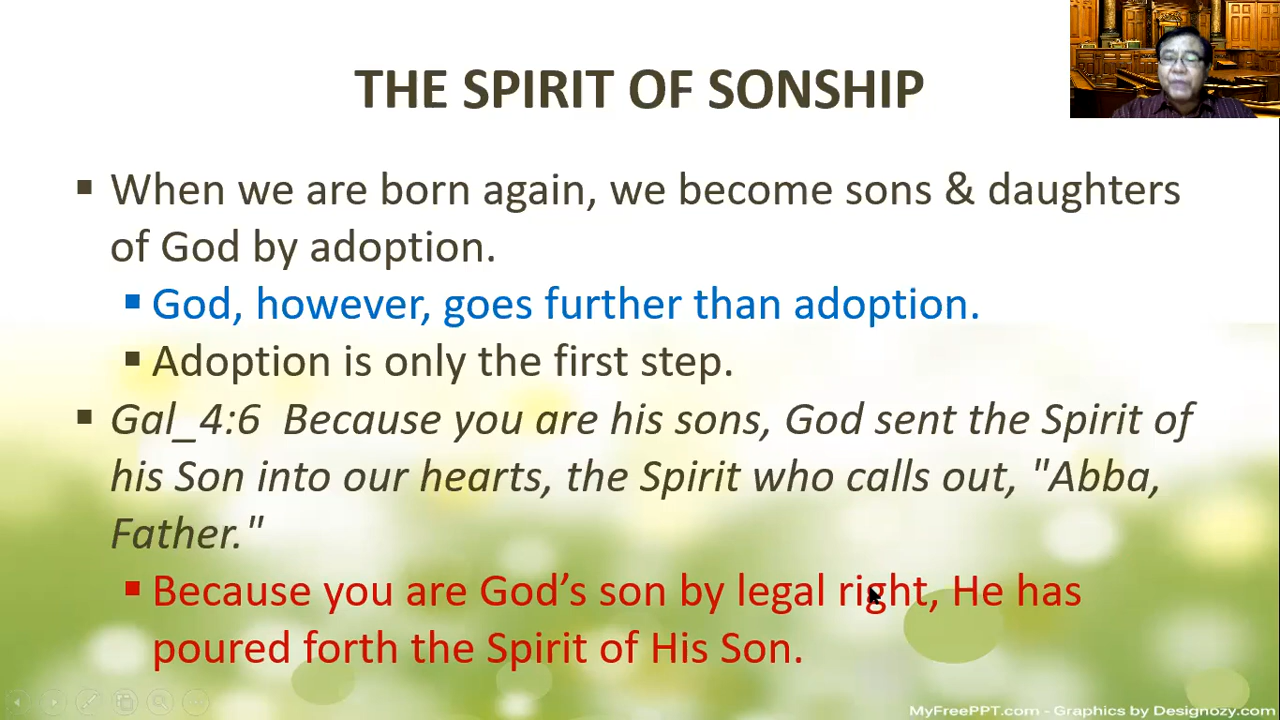 THE SPIRIT OF SONSHIP
▪ When we are born again, we become sons & daughters
of God by adoption.
▪ God, however, goes further than adoption.
▪ Adoption is only the first step.
▪ Gal_4:6 Because you are his sons, God sent the Spirit of
his Son into our hearts, the Spirit who calls out, "Abba,
Father."
▪ Because you are God’s son by legal right, He has
poured forth the Spirit of His Son.
MyFreePPT.com - Graphics by Designozy.com